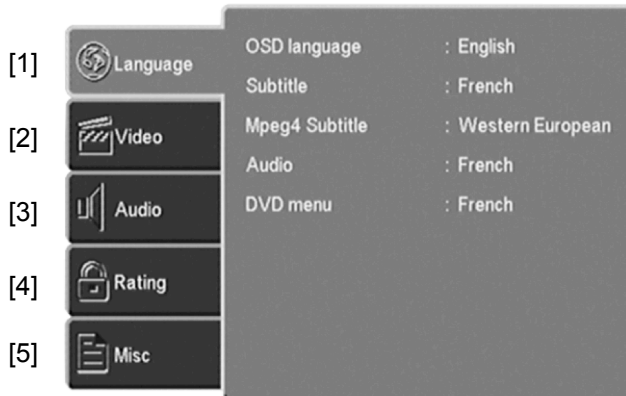 [1] Language
OSD language : English
Subtitle : French
Mpeg4 Subtitle : Western European
Audio : French
DVD menu : French
[2] Video
[3] Audio
[4] Rating
[5] Misc